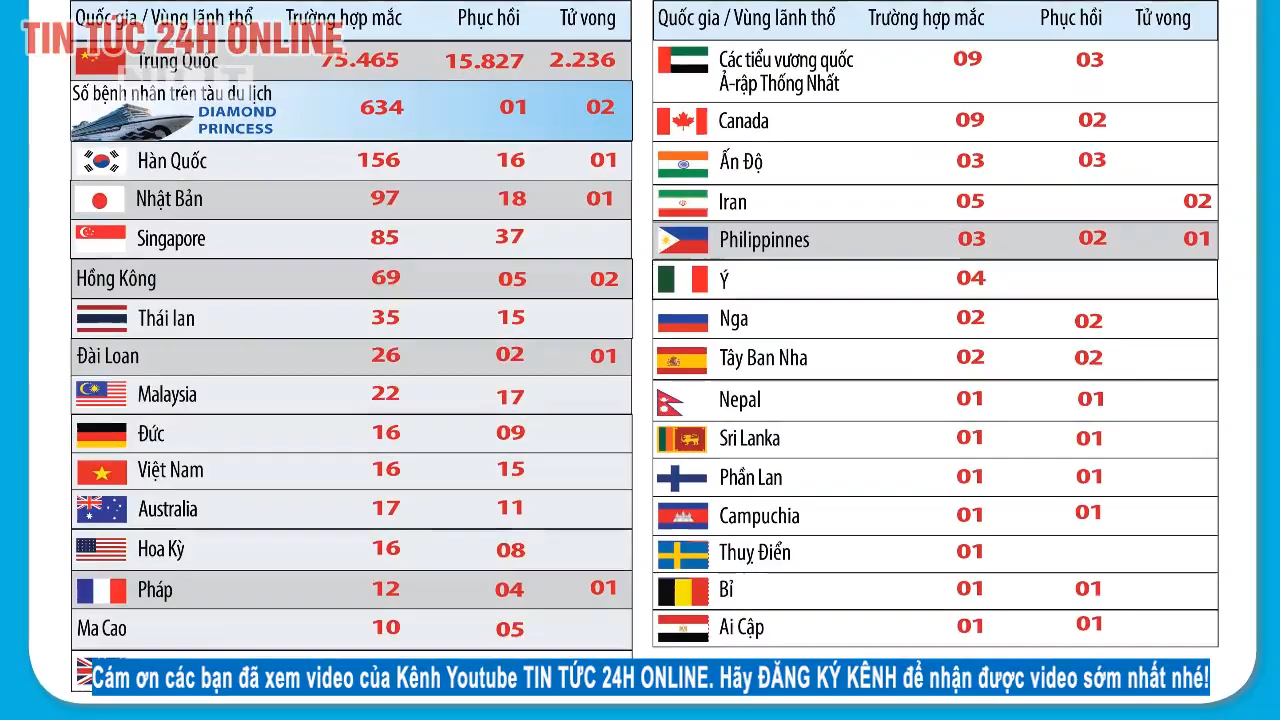 Quốc gia / Vùng lãnh thổ Trường hợp mắc Phục hồi Tử vong
TIN TỨC 24H ONLINE
Trung Quốc 75.465 15.827 2.236
Số bệnh nhân trên tàu du lịch
DIAMOND PRINCESS 634 01 02
Hàn Quốc 156 16 01
Nhật Bản 97 18 01
Singapore 85 37
Hồng Kông 69 05 02
Thái lan 35 15
Đài Loan 26 02 01
Malaysia 22 17
Đức 16 09
Việt Nam 16 15
Australia 17 11
Hoa Kỳ 16 08
Pháp 12 04 01
Ma Cao 10 05
Quốc gia / Vùng lãnh thổ Trường hợp mắc Phục hồi Tử vong
Các tiểu vương quốc 09 03
Ả-rập Thống Nhất
Canada 09 02
Ấn Độ 03 03
Iran 05 02
Philippinnes 03 02 01
Ý 04
Nga 02 02
Tây Ban Nha 02 02
Nepal 01 01
Sri Lanka 01 01
Phần Lan 01 01
Campuchia 01 01
Thuỵ Điển 01
Bỉ 01 01
Ai Cập 01 01
Cám ơn các bạn đã xem video của Kênh Youtube TIN TỨC 24H ONLINE. Hãy ĐĂNG KÝ KÊNH để nhận được video sớm nhất nhé!